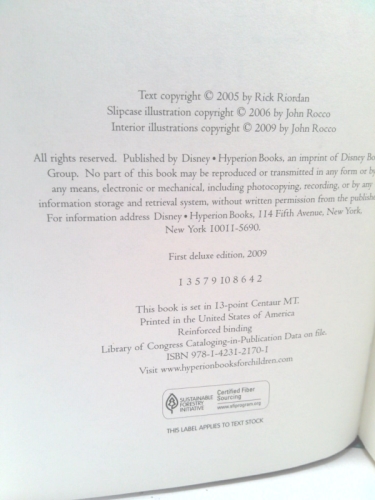 Text copyright © 2005 by Rick Riordan
Slipcase illustration copyright © 2006 by John Rocco
Interior illustrations copyright © 2009 by John Rocco
All rights reserved. Published by Disney • Hyperion Books, an imprint of Disney Bo
Group. No part of this book may be reproduced or transmitted in any form or by
any means, electronic or mechanical, including photocopying, recording, or by any
information storage and retrieval system, without written permission from the publishe
For information address Disney • Hyperion Books, 114 Fifth Avenue, New York,
New York 10011-5690.
First deluxe edition, 2009
1 3 5 7 9 10 8 6 4 2
This book is set in 13-point Centaur MT.
Printed in the United States of America
Reinforced binding
Library of Congress Cataloging-in-Publication Data on file.
ISBN 978-1-4231-2170-1
Visit www.hyperionbooksforchildren.com
SUSTAINABLE
FORESTRY
INITIATIVE
Certified Fiber
Sourcing
www.sfiprogram.org
THIS LABEL APPLIES TO TEXT STOCK